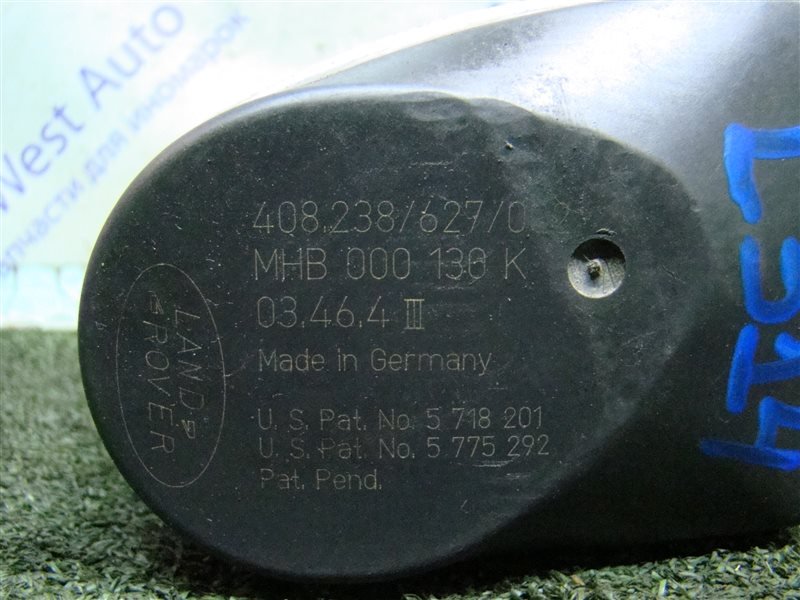 West Auto
запчасти для иномарок
408.238/627/0
MHB 000 130 K
03.46.4 III
Made in Germany
U. S. Pat. No. 5 718 201
U. S. Pat. No. 5 775 292
Pat. Pend.
LAND
ROVER